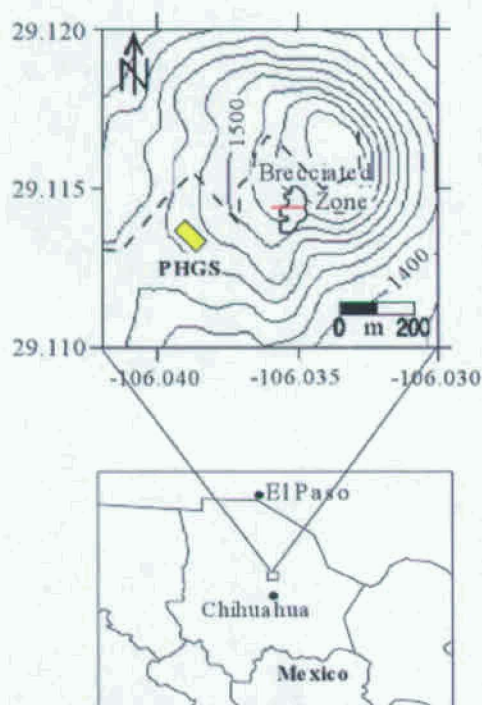 29.120
N
1500
29.115
Brecciated
Zone
PHGS
1400
0 m 200
29.110
-106.040 -106.035 -106.030
El Paso
Chihuahua
Mexico